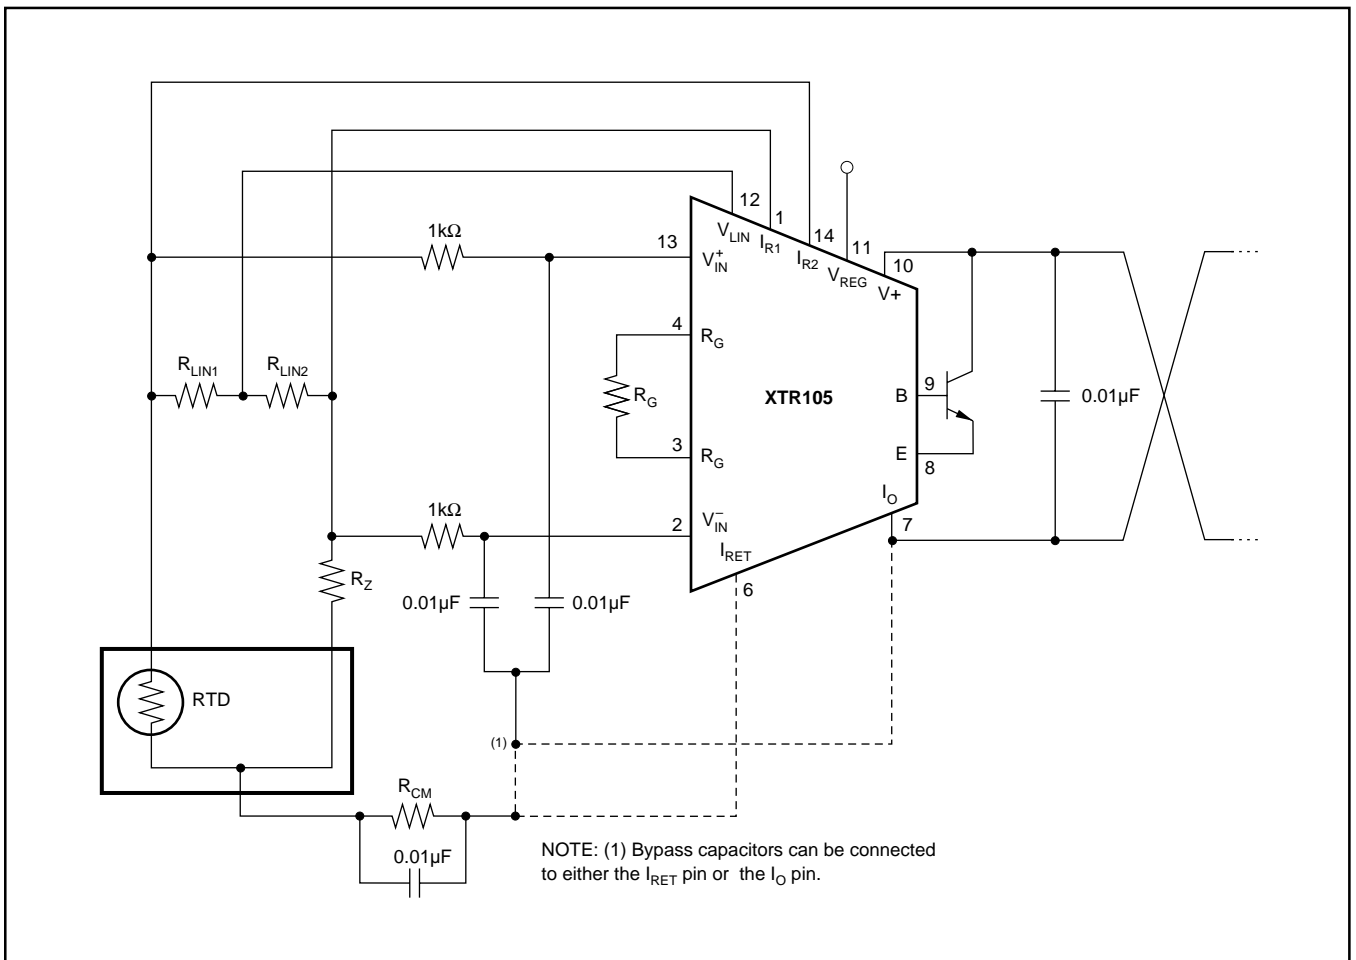 12
1
14
11
10
V_LIN
I_R1
I_R2
V_REG
V+
1kΩ
13
V_IN^+
4
R_G
R_LIN1
R_LIN2
R_G
XTR105
9
B
0.01µF
3
R_G
E
8
I_O
7
1kΩ
2
V_IN^−
I_RET
6
R_Z
0.01µF
0.01µF
RTD
(1)
R_CM
0.01µF
NOTE: (1) Bypass capacitors can be connected
to either the I_RET pin or the I_O pin.